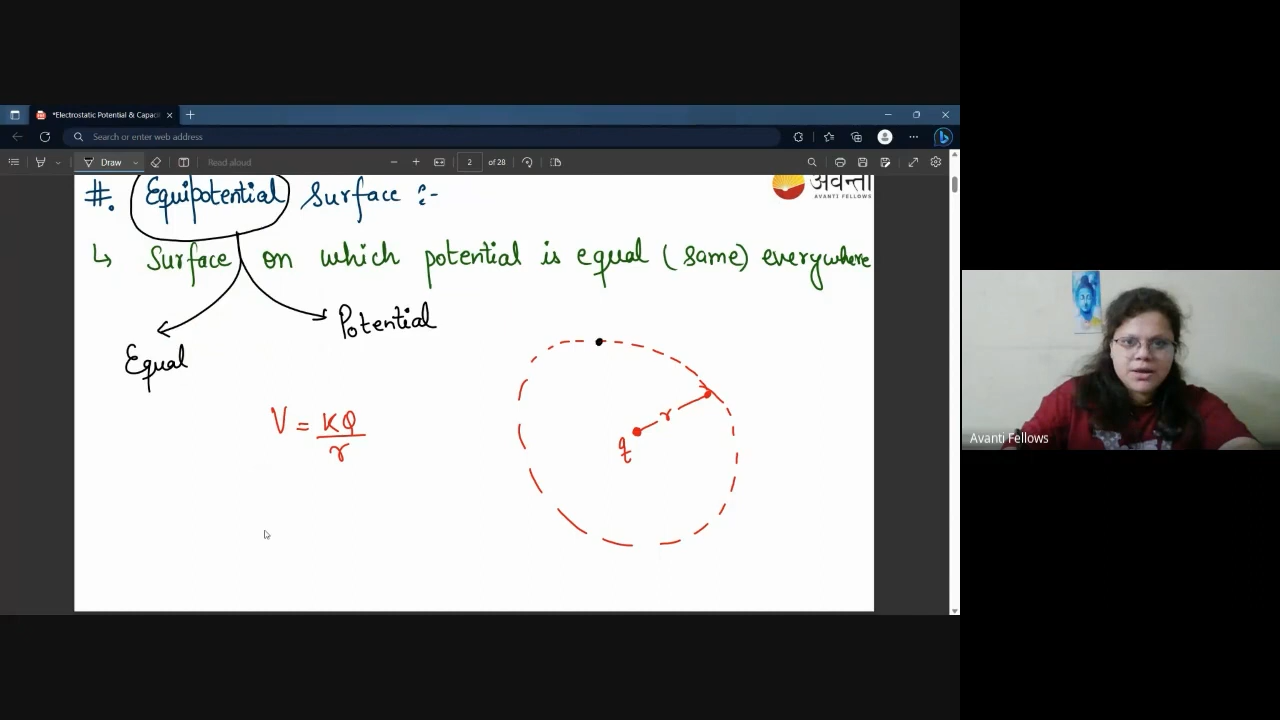 *Electrostatic Potential & Capaci
Search or enter web address
Draw
Read aloud
2 of 28
#. Equipotential Surface :-
अवन्ती
AVANTI FELLOWS
↳ Surface on which potential is equal (same) everywhere
Potential
Equal
V = KQ/r
r
q
Avanti Fellows